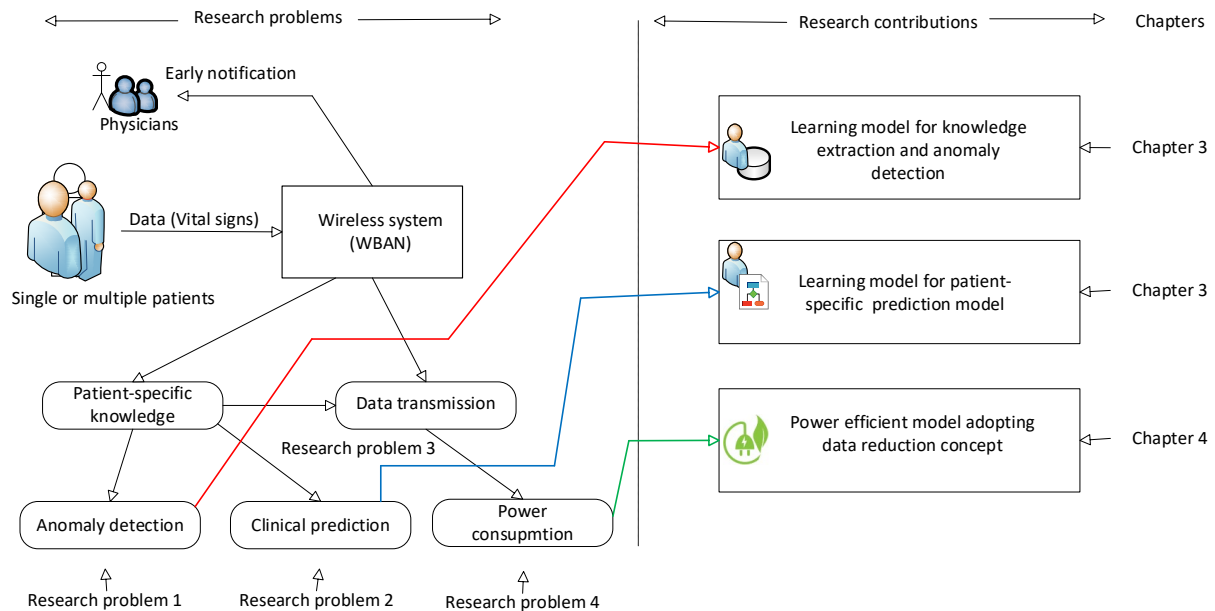 Research problems
Research contributions
Chapters
Early notification
Physicians
Data (Vital signs)
Wireless system
(WBAN)
Single or multiple patients
Patient-specific
knowledge
Data transmission
Research problem 3
Anomaly detection
Clinical prediction
Power
consupmtion
Research problem 1
Research problem 2
Research problem 4
Learning model for knowledge
extraction and anomaly
detection
Chapter 3
Learning model for patient-
specific prediction model
Chapter 3
Power efficient model adopting
data reduction concept
Chapter 4